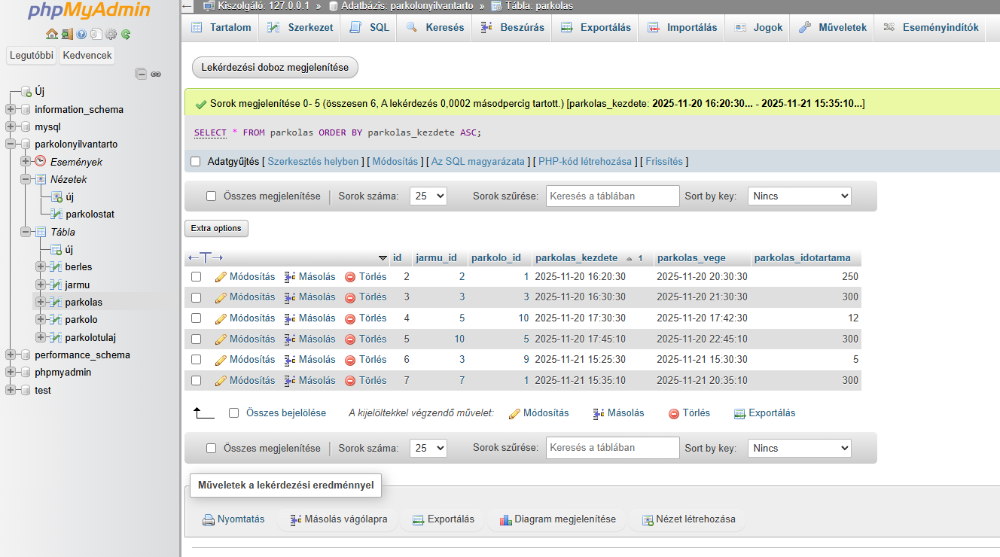 phpMyAdmin
Legutóbbi Kedvencek
Új
information_schema
mysql
parkolonyilvantarto
Események
Nézetek
új
parkolostat
Tábla
új
berles
jarmu
parkolas
parkolo
parkolotulaj
performance_schema
phpmyadmin
test
← Kiszolgáló: 127.0.0.1 » Adatbázis: parkolonyilvantarto » Tábla: parkolas
Tartalom Szerkezet SQL Keresés Beszúrás Exportálás Importálás Jogok Műveletek Eseményindítók
Lekérdezési doboz megjelenítése
Sorok megjelenítése 0- 5 (összesen 6, A lekérdezés 0,0002 másodpercig tartott.) [parkolas_kezdete: 2025-11-20 16:20:30... - 2025-11-21 15:35:10...]
SELECT * FROM parkolas ORDER BY parkolas_kezdete ASC;
Adatgyűjtés [ Szerkesztés helyben ] [ Módosítás ] [ Az SQL magyarázata ] [ PHP-kód létrehozása ] [ Frissítés ]
Összes megjelenítése Sorok száma: 25 Sorok szűrése: Keresés a táblában Sort by key: Nincs
Extra options
←T→ id jarmu_id parkolo_id parkolas_kezdete 1 parkolas_vege parkolas_idotartama
Módosítás Másolás Törlés 2 2 1 2025-11-20 16:20:30 2025-11-20 20:30:30 250
Módosítás Másolás Törlés 3 3 3 2025-11-20 16:30:30 2025-11-20 21:30:30 300
Módosítás Másolás Törlés 4 5 10 2025-11-20 17:30:30 2025-11-20 17:42:30 12
Módosítás Másolás Törlés 5 10 5 2025-11-20 17:45:10 2025-11-20 22:45:10 300
Módosítás Másolás Törlés 6 3 9 2025-11-21 15:25:30 2025-11-21 15:30:30 5
Módosítás Másolás Törlés 7 7 1 2025-11-21 15:35:10 2025-11-21 20:35:10 300
Összes bejelölése A kijelöltekkel végzendő művelet: Módosítás Másolás Törlés Exportálás
Összes megjelenítése Sorok száma: 25 Sorok szűrése: Keresés a táblában Sort by key: Nincs
Műveletek a lekérdezési eredménnyel
Nyomtatás Másolás vágólapra Exportálás Diagram megjelenítése Nézet létrehozása